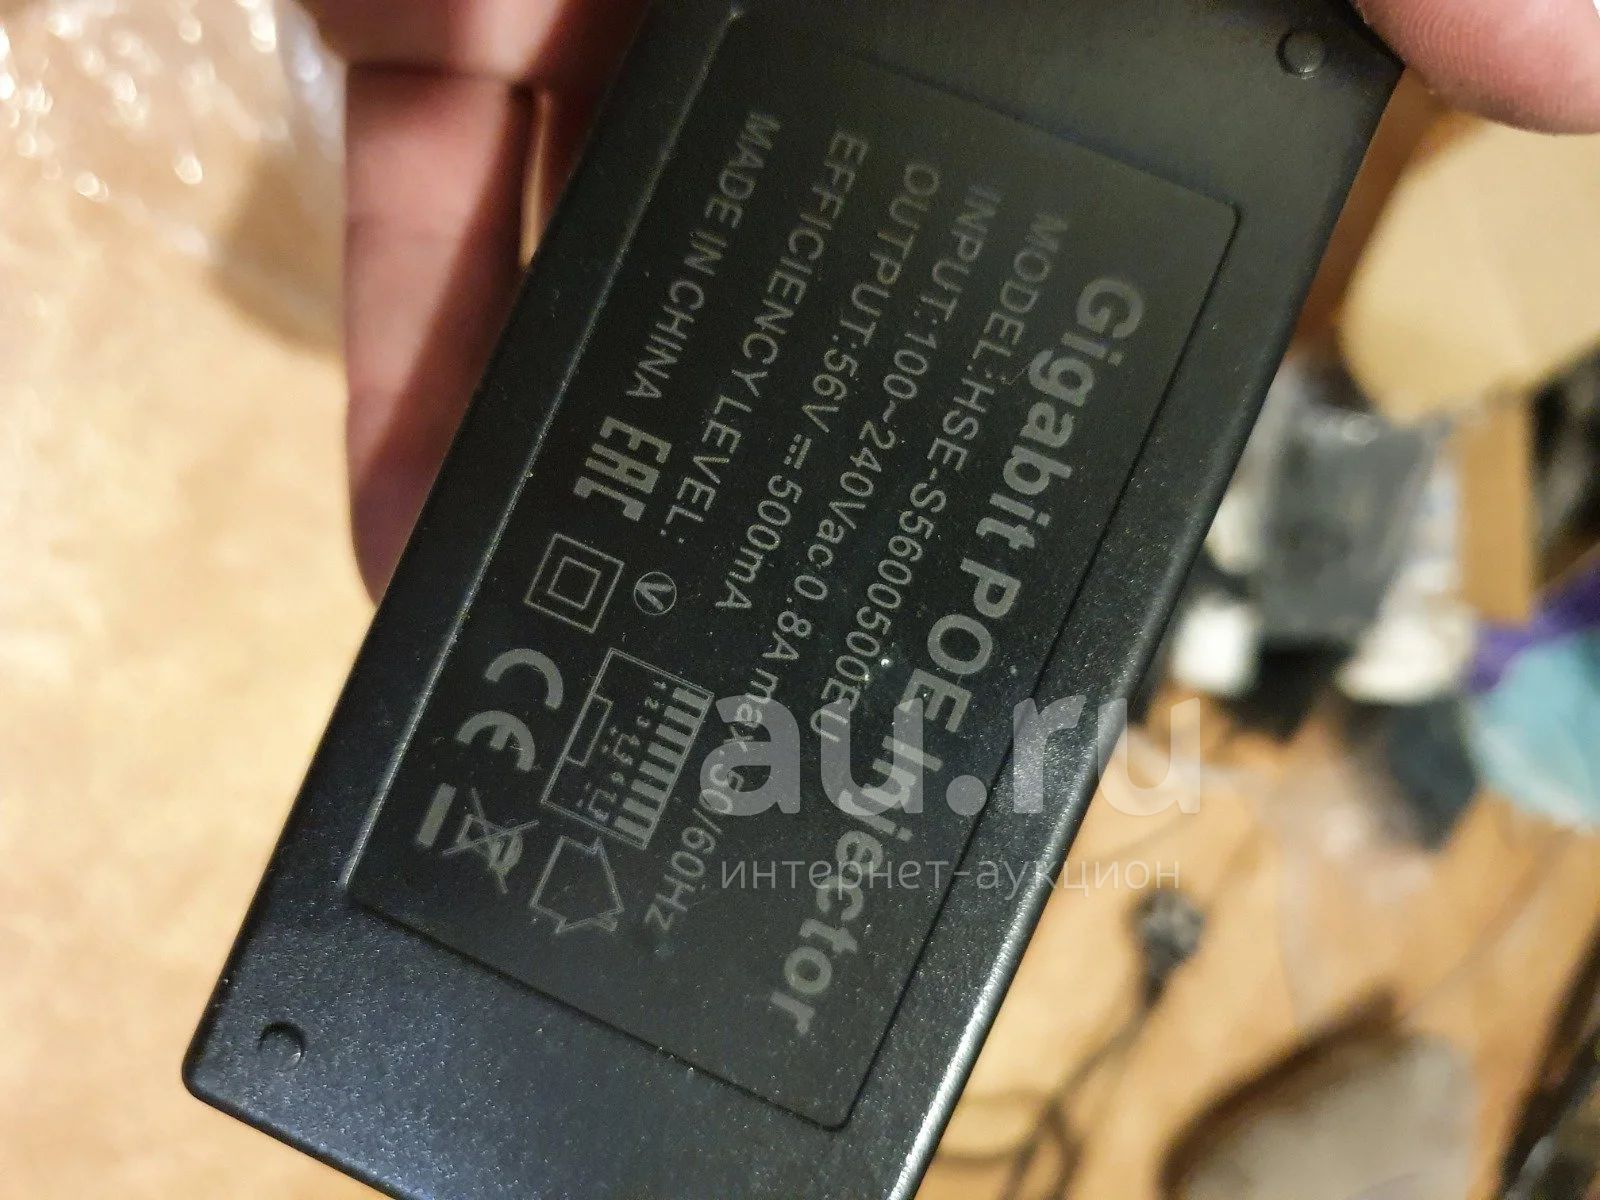 Gigabit POE Injector
MODEL:HSE-S5600500EU
INPUT:100~240Vac 0.8A max 50/60Hz
OUTPUT:56V⎓500mA
EFFICIENCY LEVEL: V
MADE IN CHINA EAC CE
au.ru
интернет-аукцион